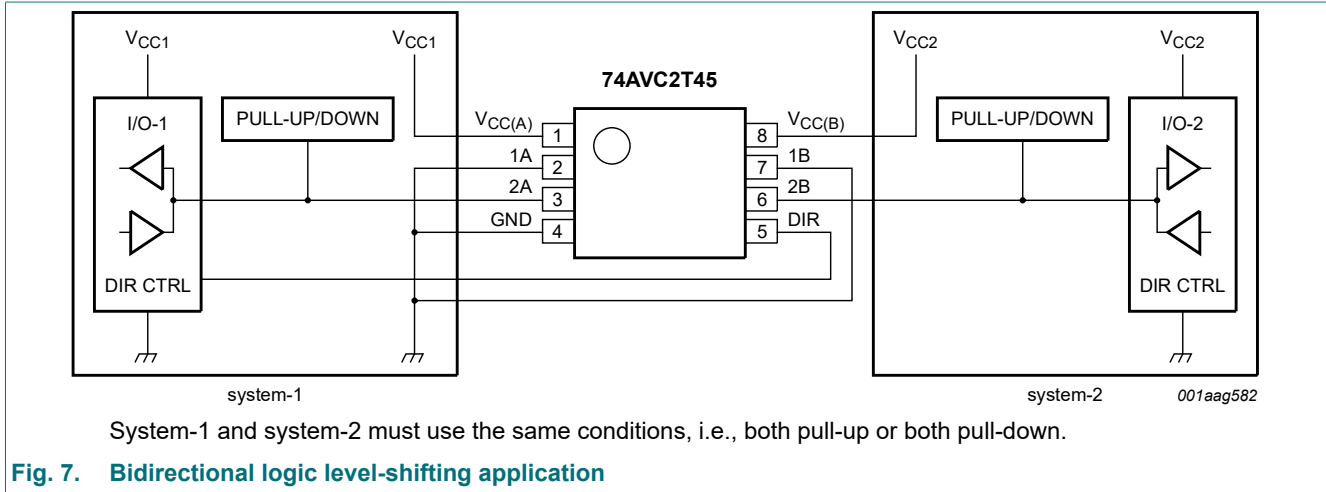 VCC1
VCC1
VCC2
VCC2
74AVC2T45
I/O-1
PULL-UP/DOWN
VCC(A)
1
8
VCC(B)
PULL-UP/DOWN
I/O-2
1A
2
7
1B
2A
3
6
2B
GND
4
5
DIR
DIR CTRL
DIR CTRL
system-1
system-2
001aag582
System-1 and system-2 must use the same conditions, i.e., both pull-up or both pull-down.
Fig. 7. Bidirectional logic level-shifting application